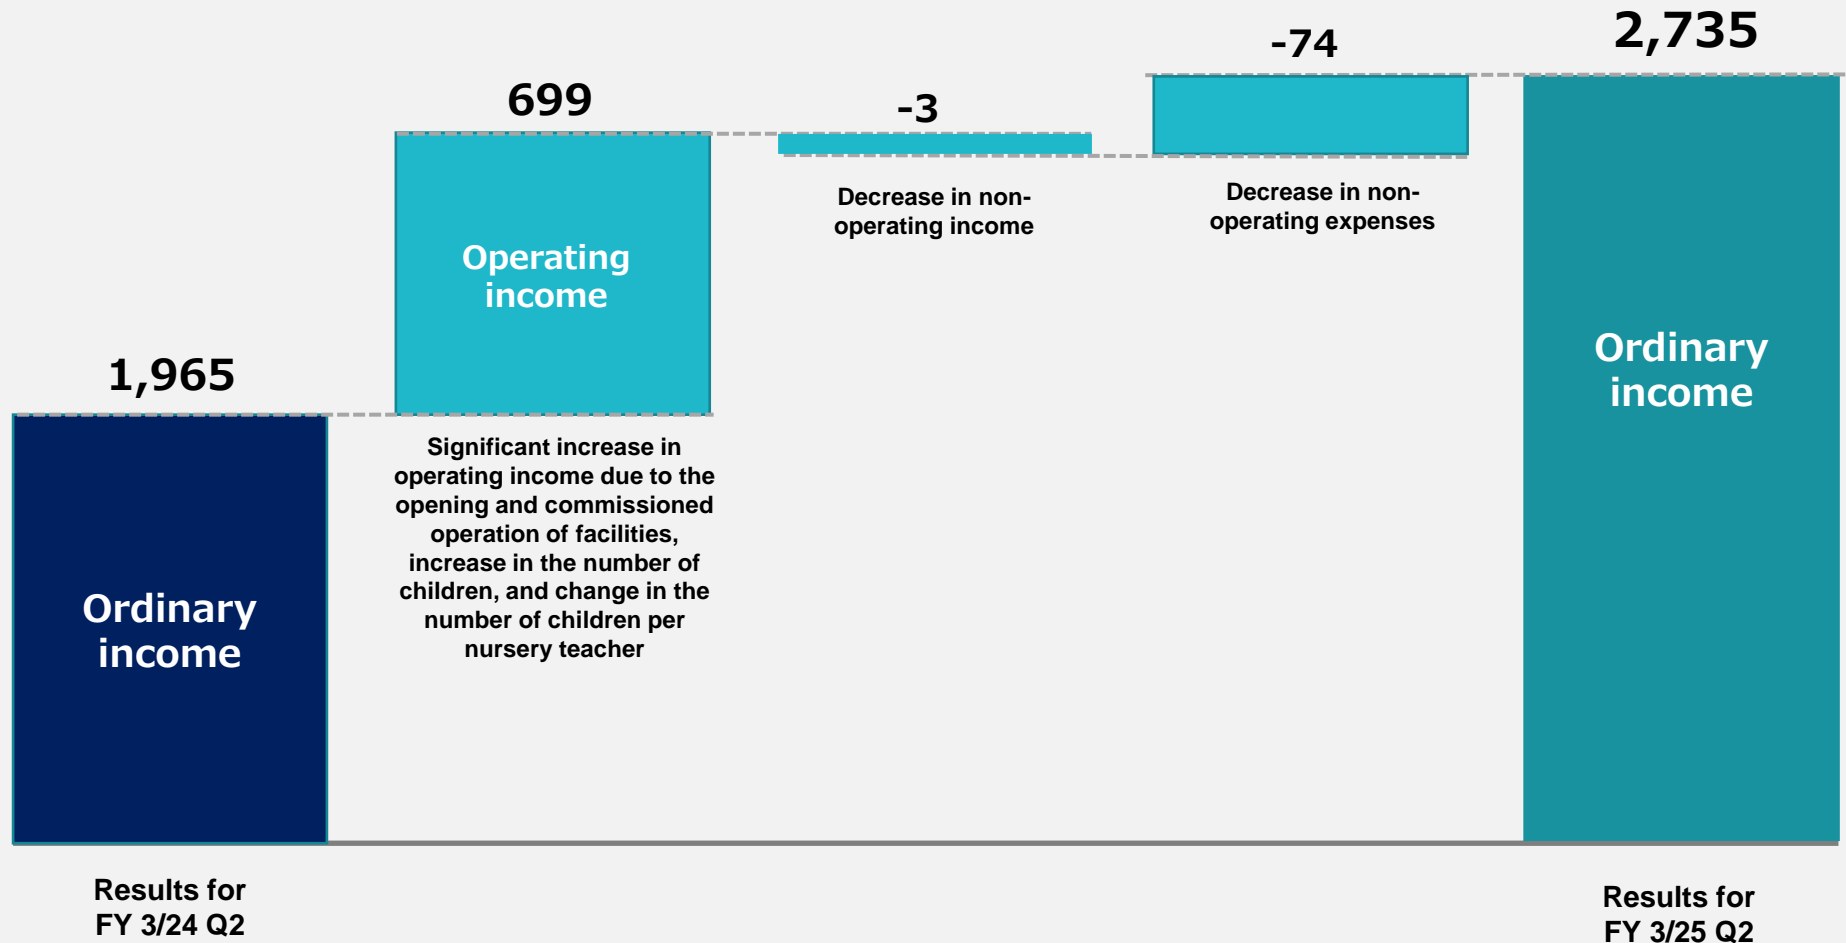 1,965
Ordinary
income
Results for
FY 3/24 Q2
699
Operating
income
Significant increase in
operating income due to the
opening and commissioned
operation of facilities,
increase in the number of
children, and change in the
number of children per
nursery teacher
-3
Decrease in non-
operating income
-74
Decrease in non-
operating expenses
2,735
Ordinary
income
Results for
FY 3/25 Q2